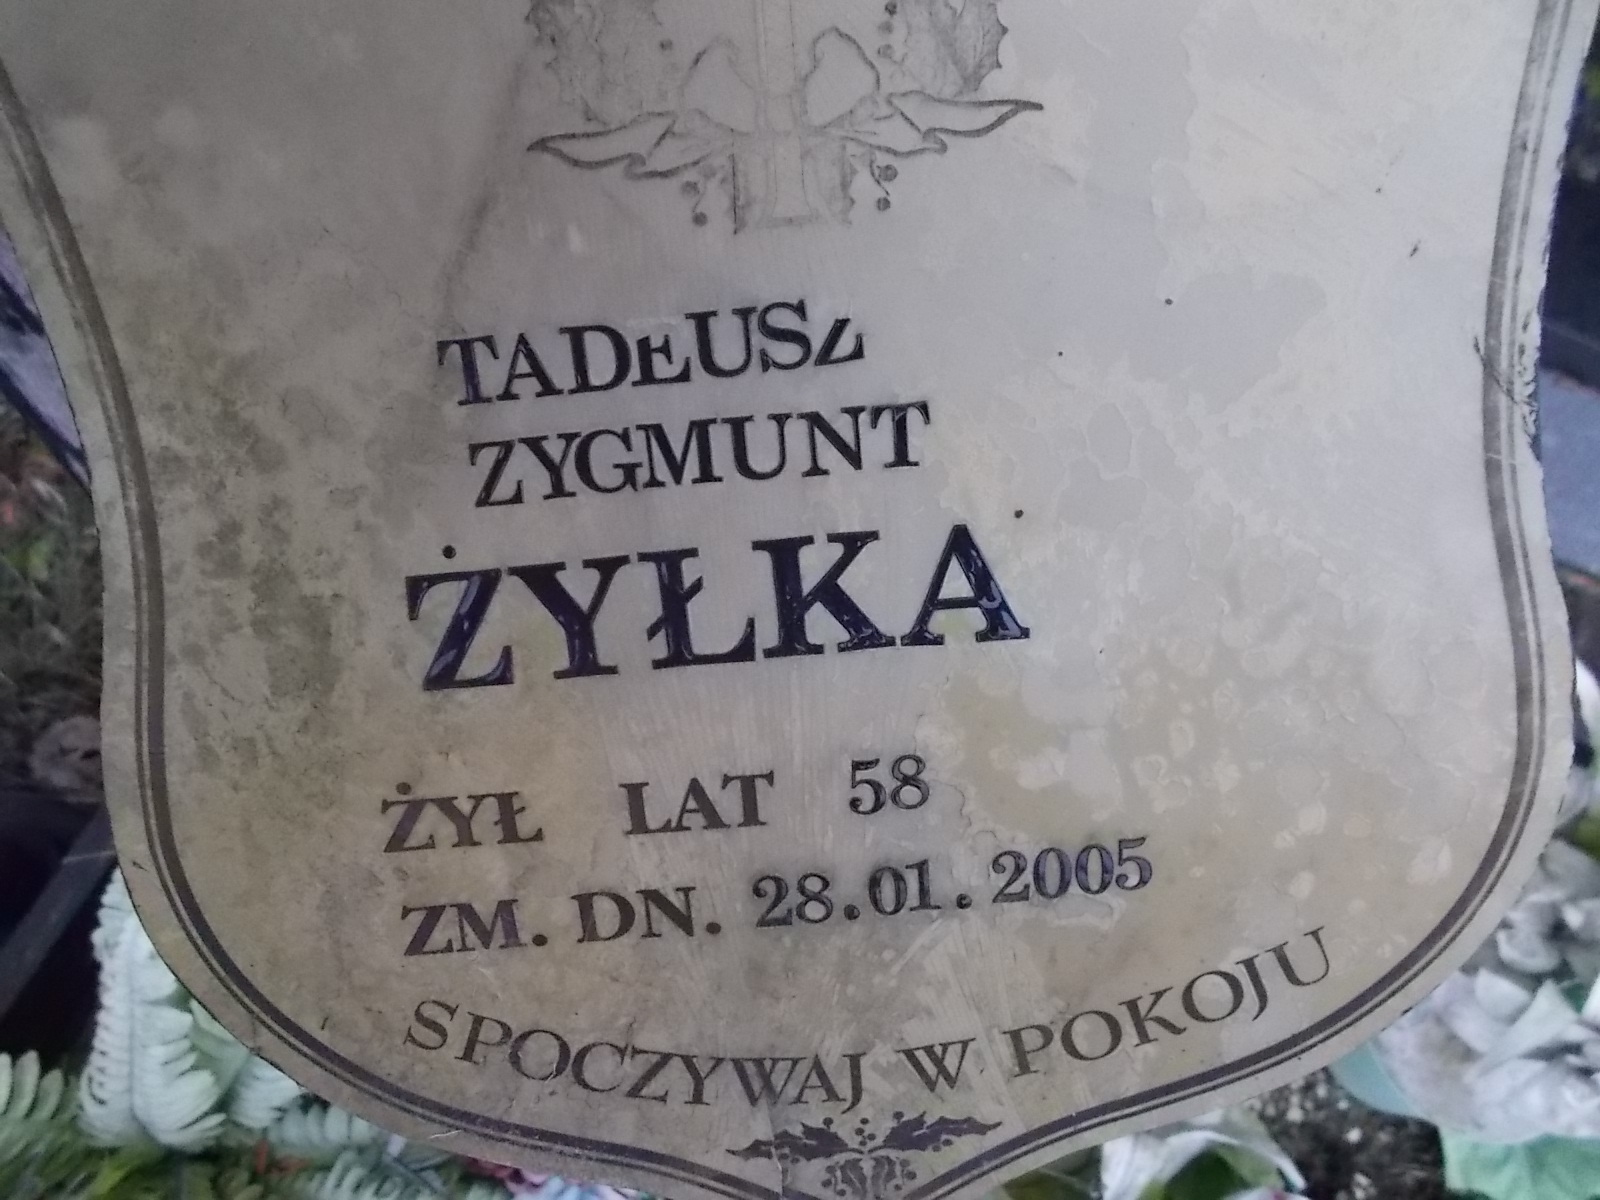 TADEUSZ
ZYGMUNT
ŻYŁKA
ŻYŁ LAT 58
ZM. DN. 28.01.2005
SPOCZYWAJ W POKOJU